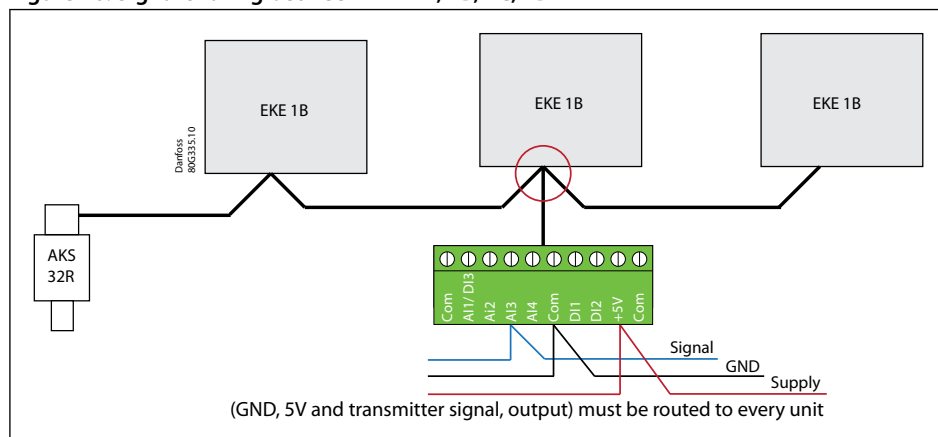 EKE 1B
EKE 1B
EKE 1B
Danfoss
80G335.10
AKS
32R
Com
AI1/ DI3
Ai2
AI3
AI4
Com
DI1
DI2
+5V
Com
Signal
GND
Supply
(GND, 5V and transmitter signal, output) must be routed to every unit